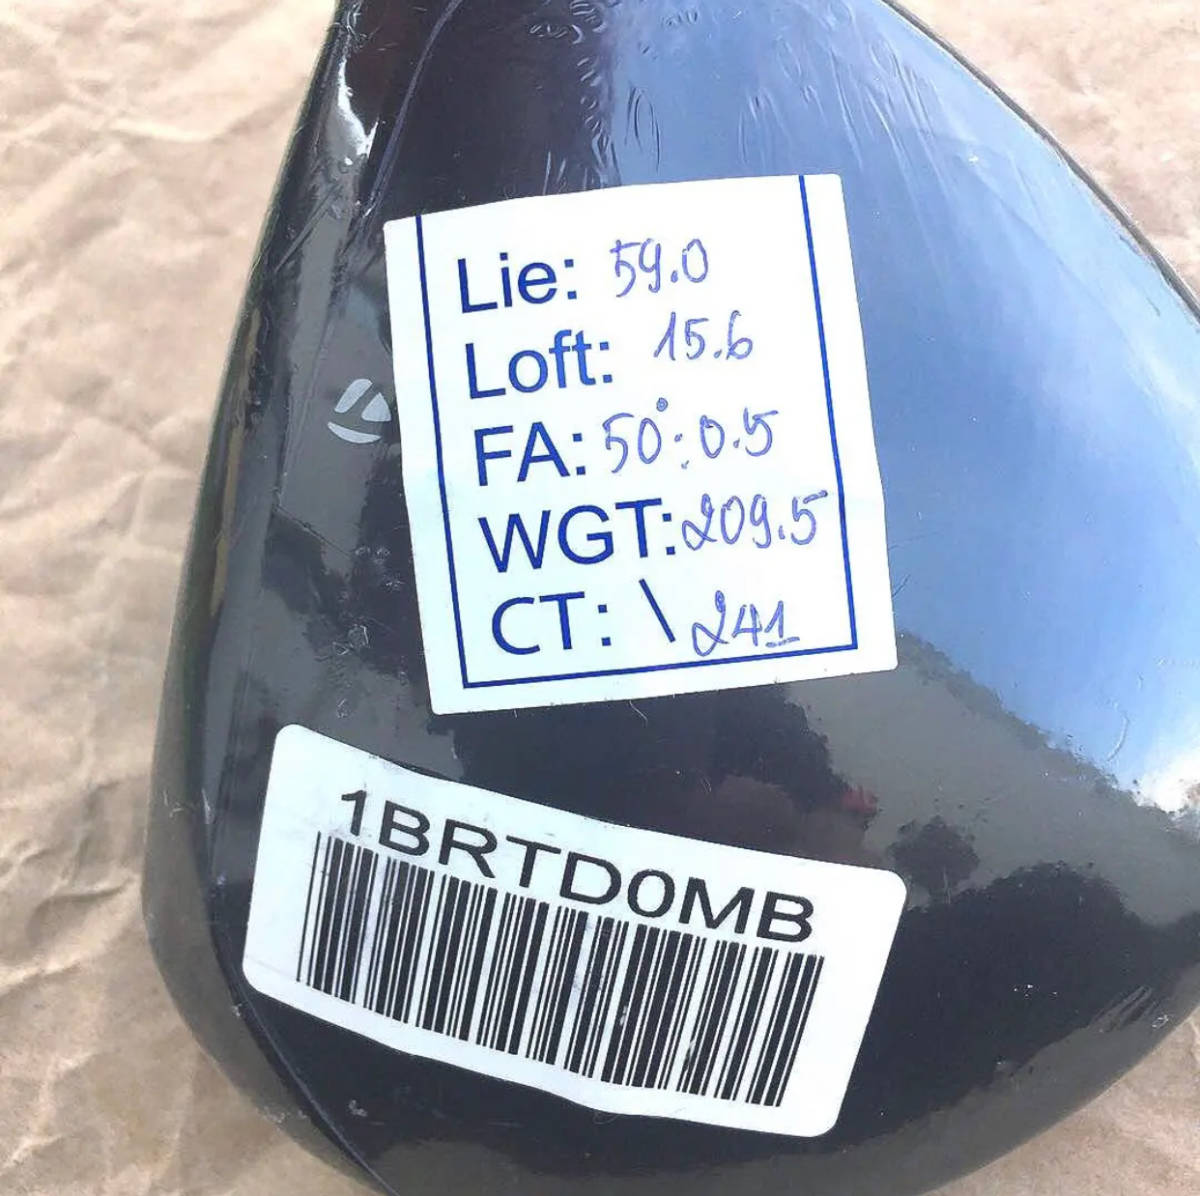 Lie: 59.0
Loft: 15.6
FA: 50°: 0.5
WGT: 209.5
CT: \ 241
1BRTD0MB